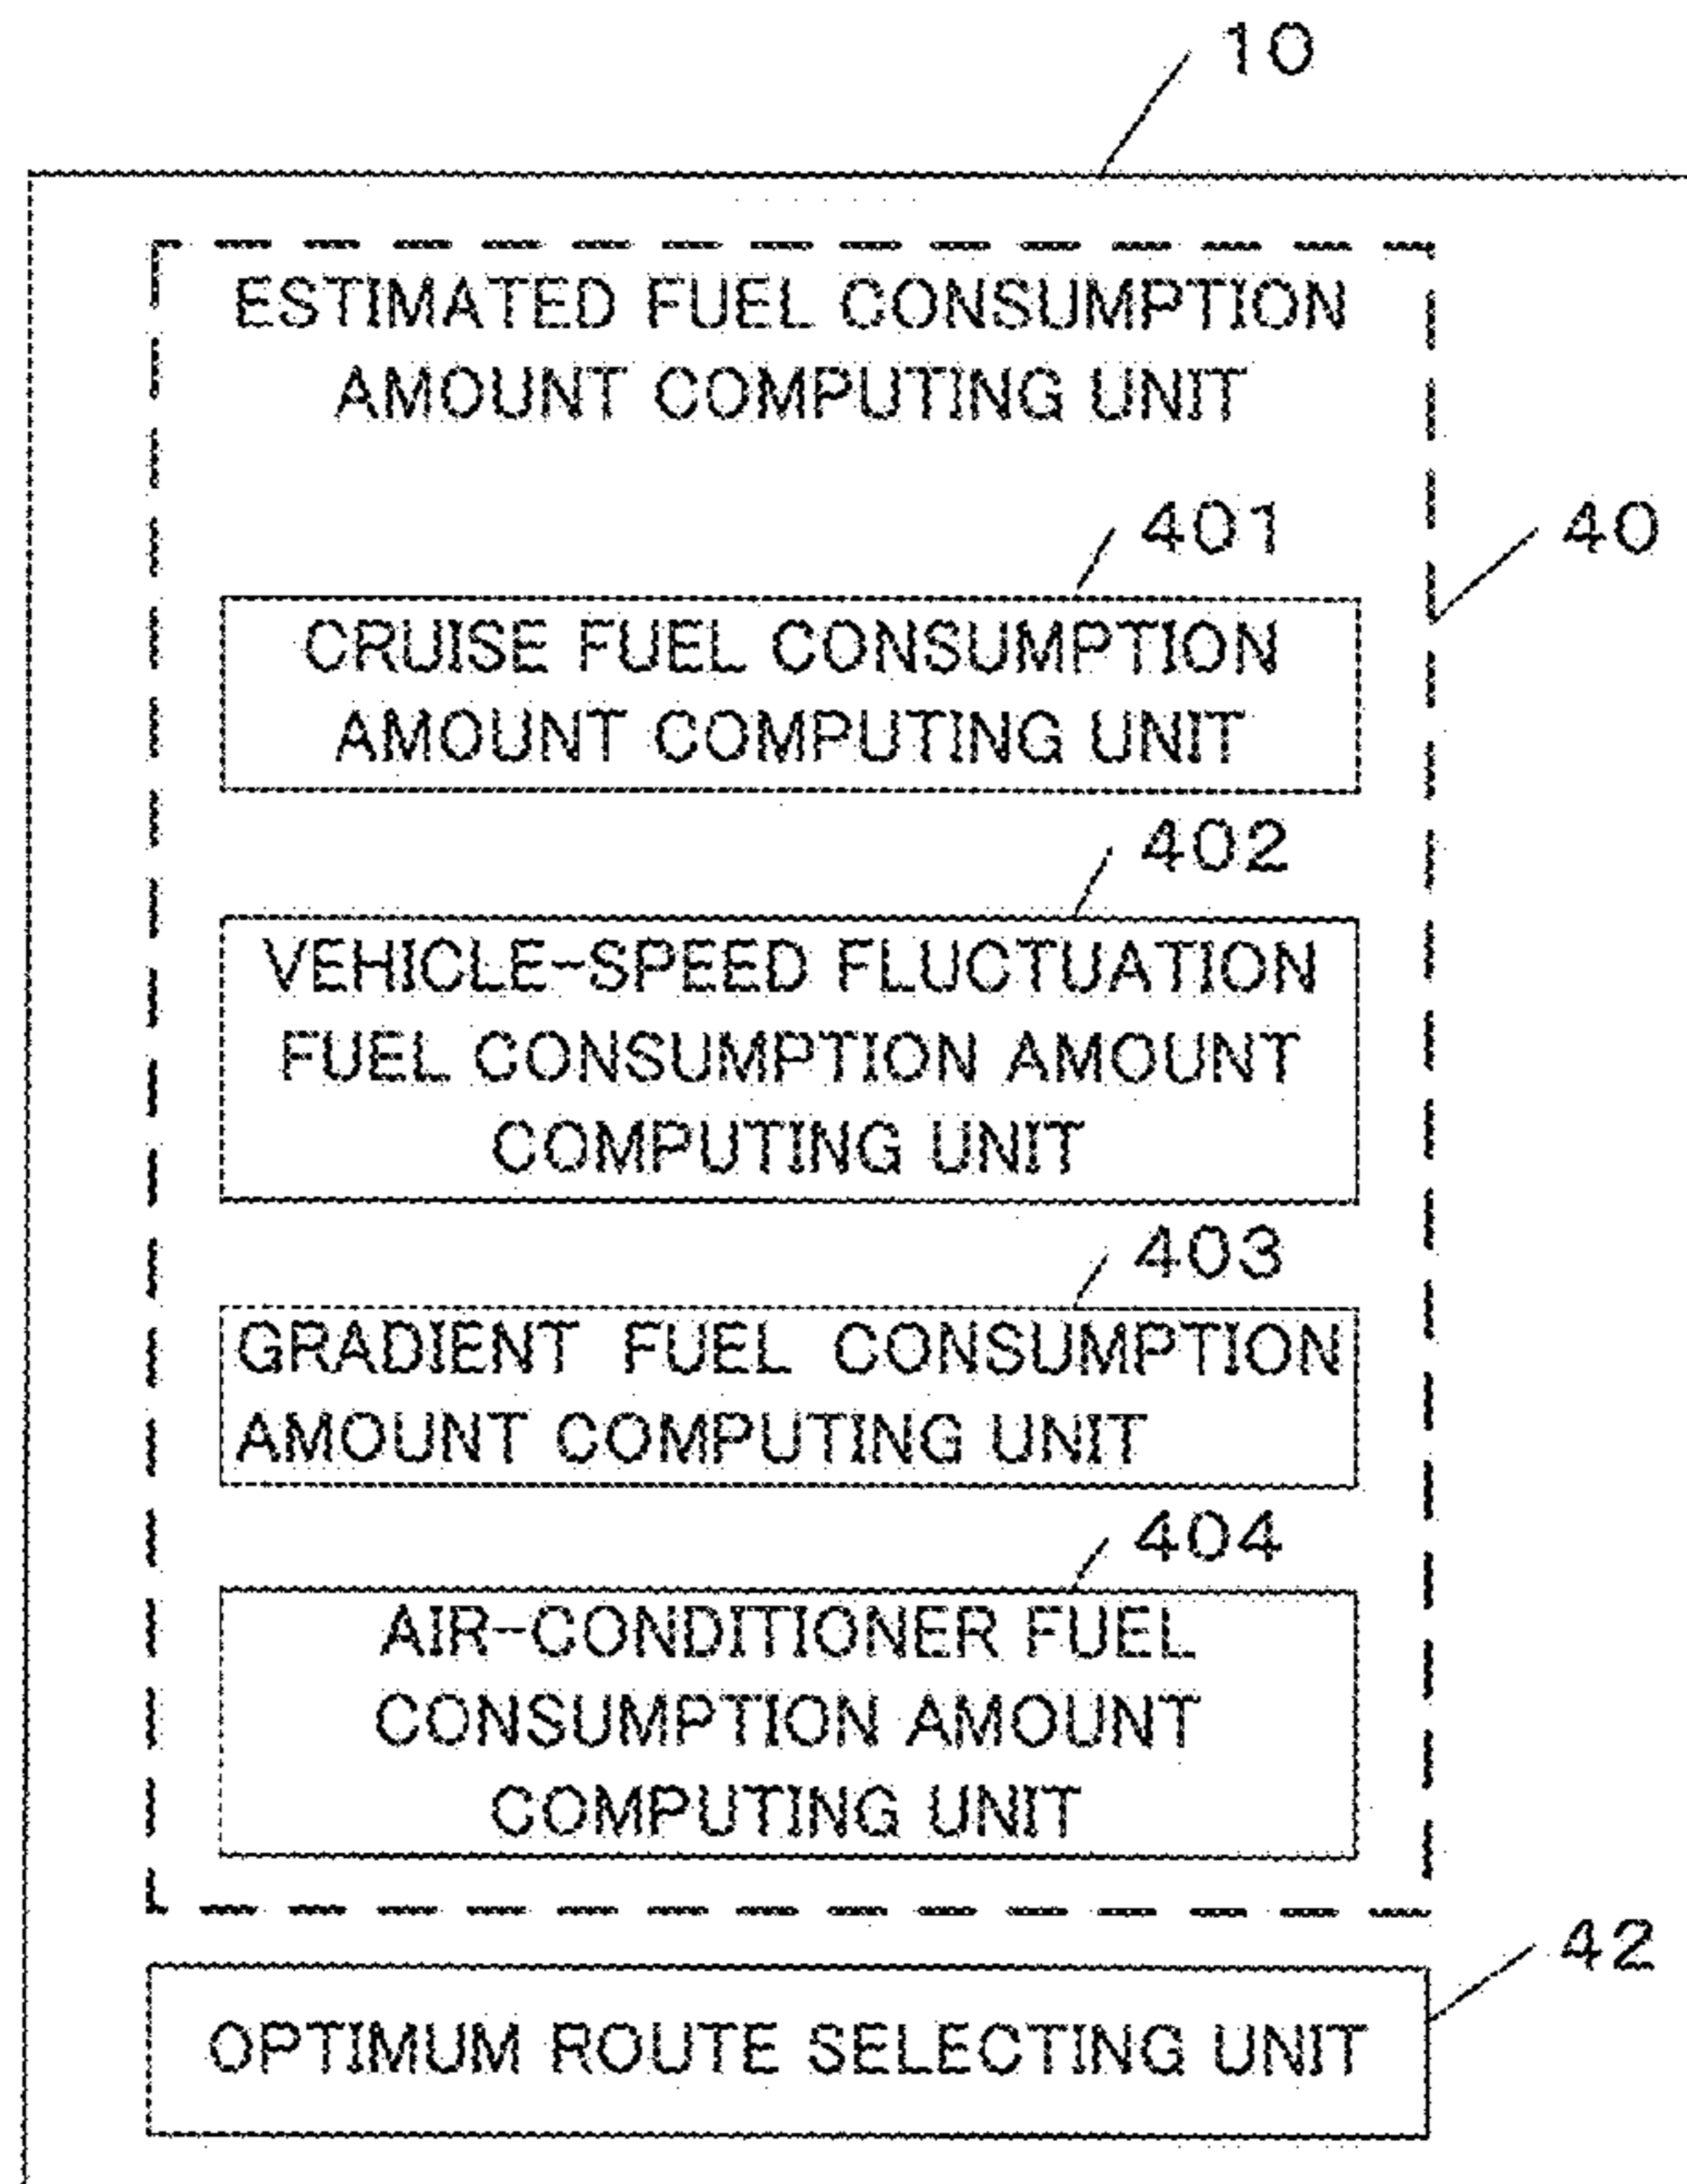 10
ESTIMATED FUEL CONSUMPTION
AMOUNT COMPUTING UNIT
401
40
CRUISE FUEL CONSUMPTION
AMOUNT COMPUTING UNIT
402
VEHICLE-SPEED FLUCTUATION
FUEL CONSUMPTION AMOUNT
COMPUTING UNIT
403
GRADIENT FUEL CONSUMPTION
AMOUNT COMPUTING UNIT
404
AIR-CONDITIONER FUEL
CONSUMPTION AMOUNT
COMPUTING UNIT
42
OPTIMUM ROUTE SELECTING UNIT